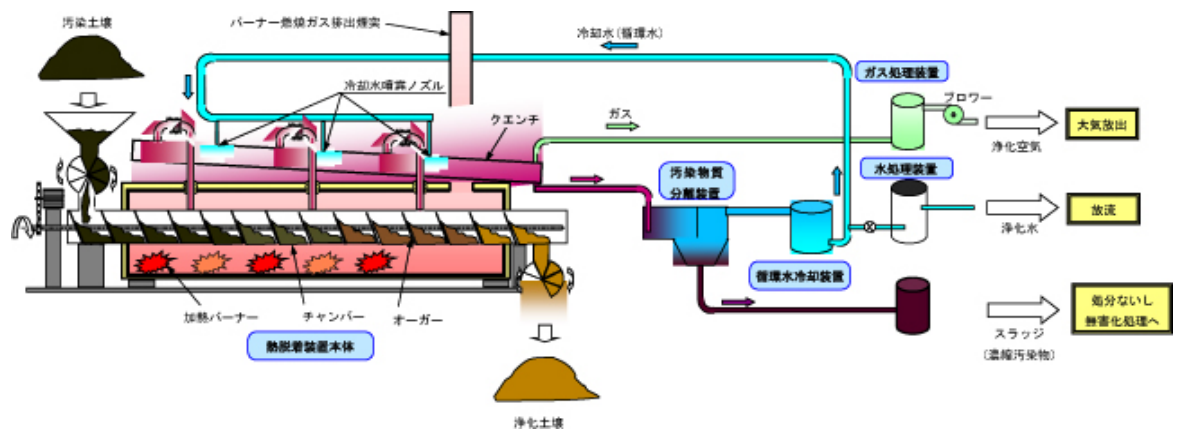 汚染土壌
バーナー燃焼ガス排出煙突
冷却水(循環水)
冷却水噴霧ノズル
クエンチ
ガス
ガス処理装置
ブロワー
浄化空気
大気放出
汚染物質
分離装置
水処理装置
浄化水
放流
循環水冷却装置
加熱バーナー
チャンバー
オーガー
熱脱着装置本体
スラッジ
(濃縮汚染物)
処分ないし
無害化処理へ
浄化土壌